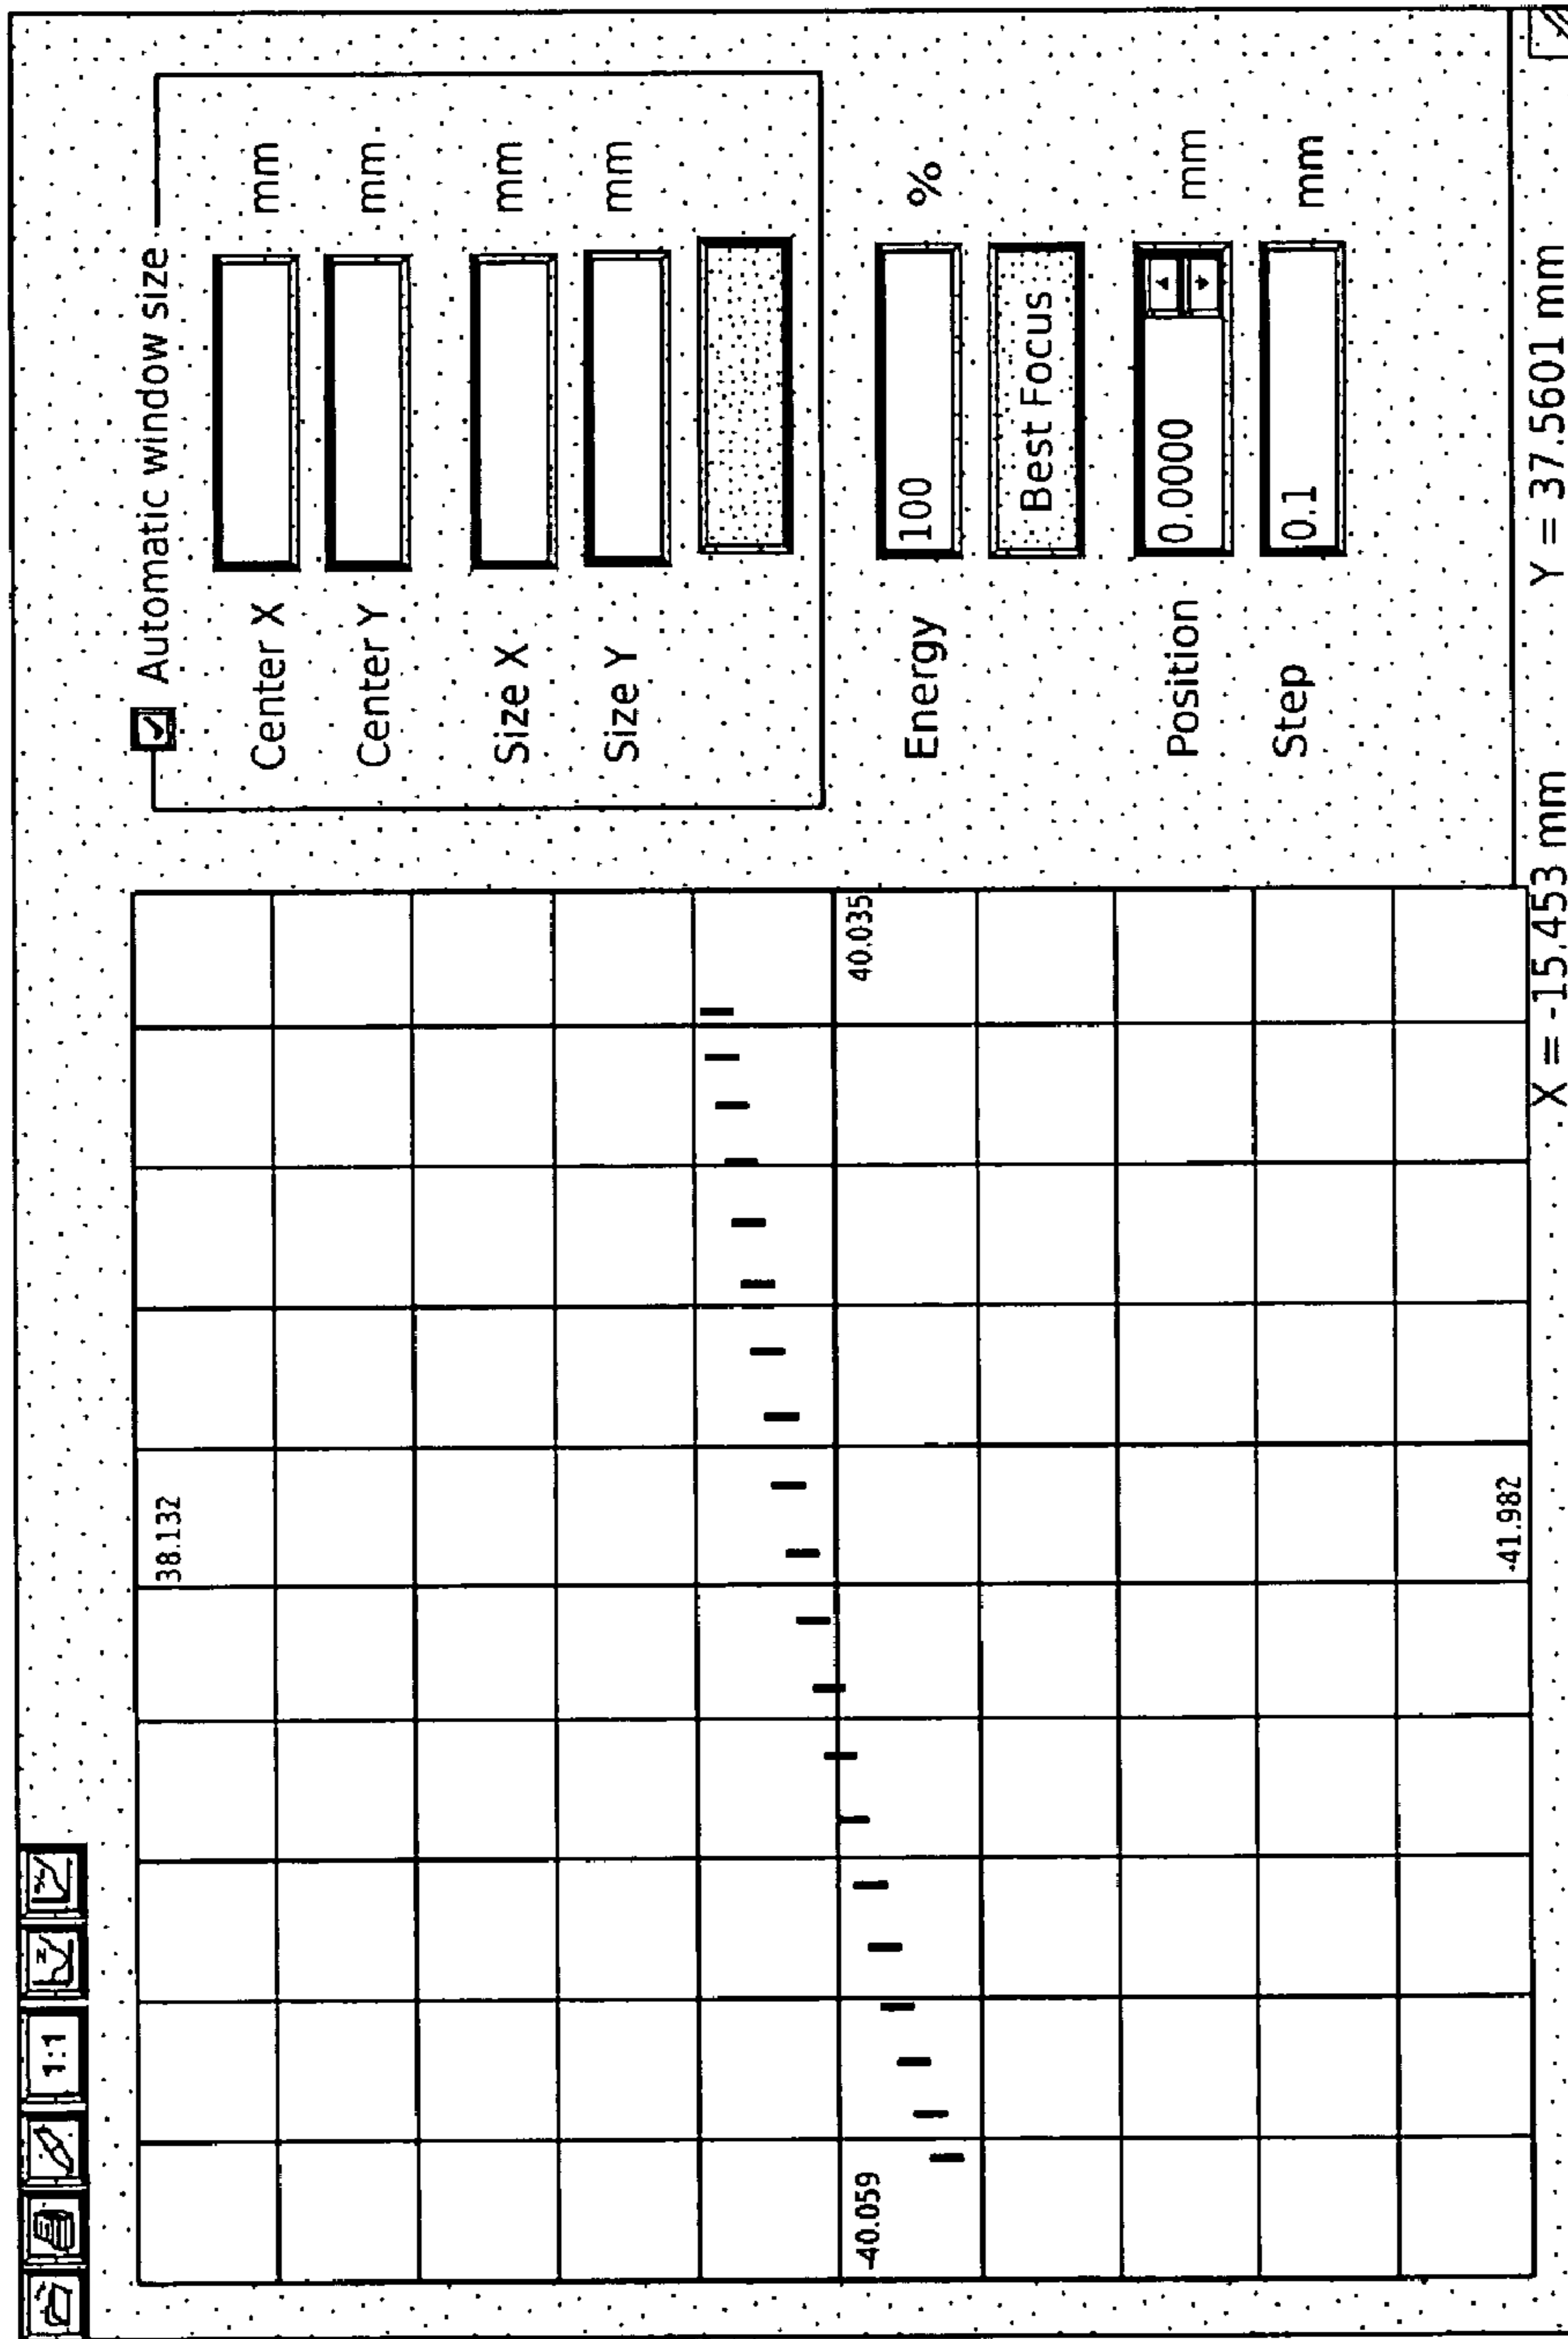 1:1
38.132
-40.059
40.035
-41.982
Automatic window size
Center X mm
Center Y mm
Size X mm
Size Y mm
Energy 100 %
Best Focus
Position 0.0000 mm
Step 0.1 mm
X = -15.453 mm Y = 37.5601 mm